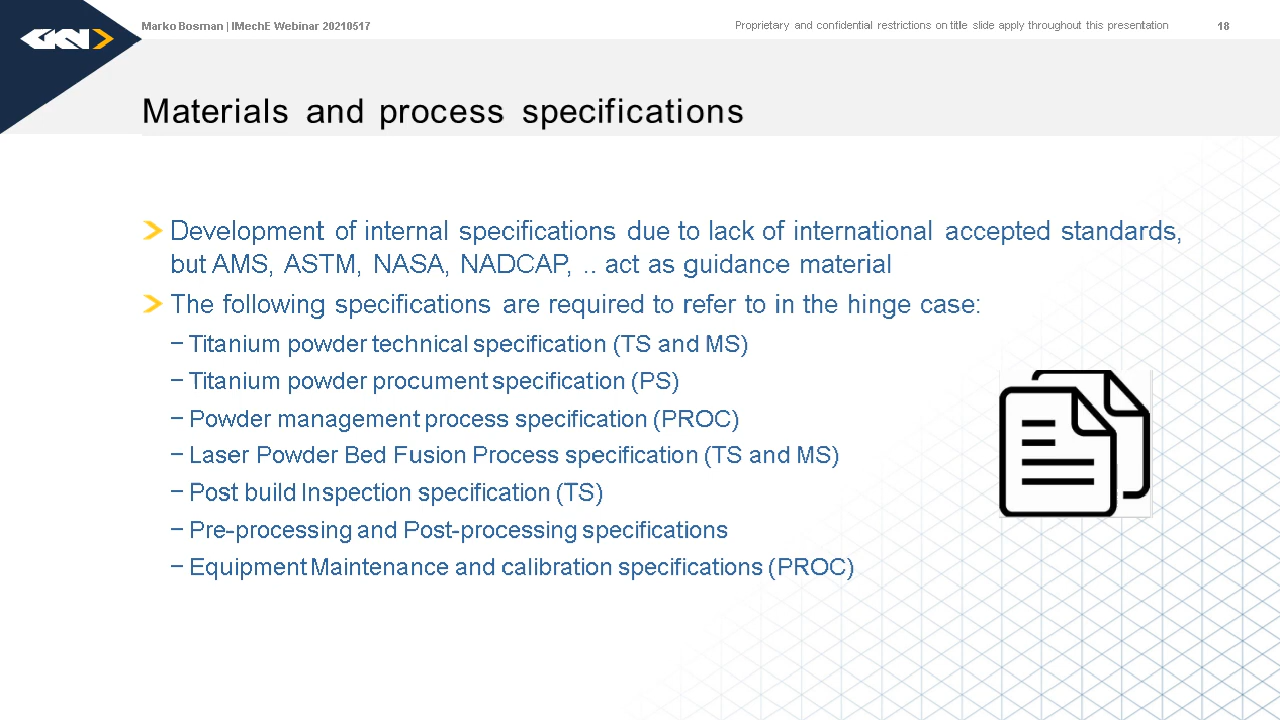 Marko Bosman | IMechE Webinar 20210517
Proprietary and confidential restrictions on title slide apply throughout this presentation
18
GKN
Materials and process specifications
Development of internal specifications due to lack of international accepted standards,
but AMS, ASTM, NASA, NADCAP, .. act as guidance material
The following specifications are required to refer to in the hinge case:
− Titanium powder technical specification (TS and MS)
− Titanium powder procument specification (PS)
− Powder management process specification (PROC)
− Laser Powder Bed Fusion Process specification (TS and MS)
− Post build Inspection specification (TS)
− Pre-processing and Post-processing specifications
− Equipment Maintenance and calibration specifications (PROC)